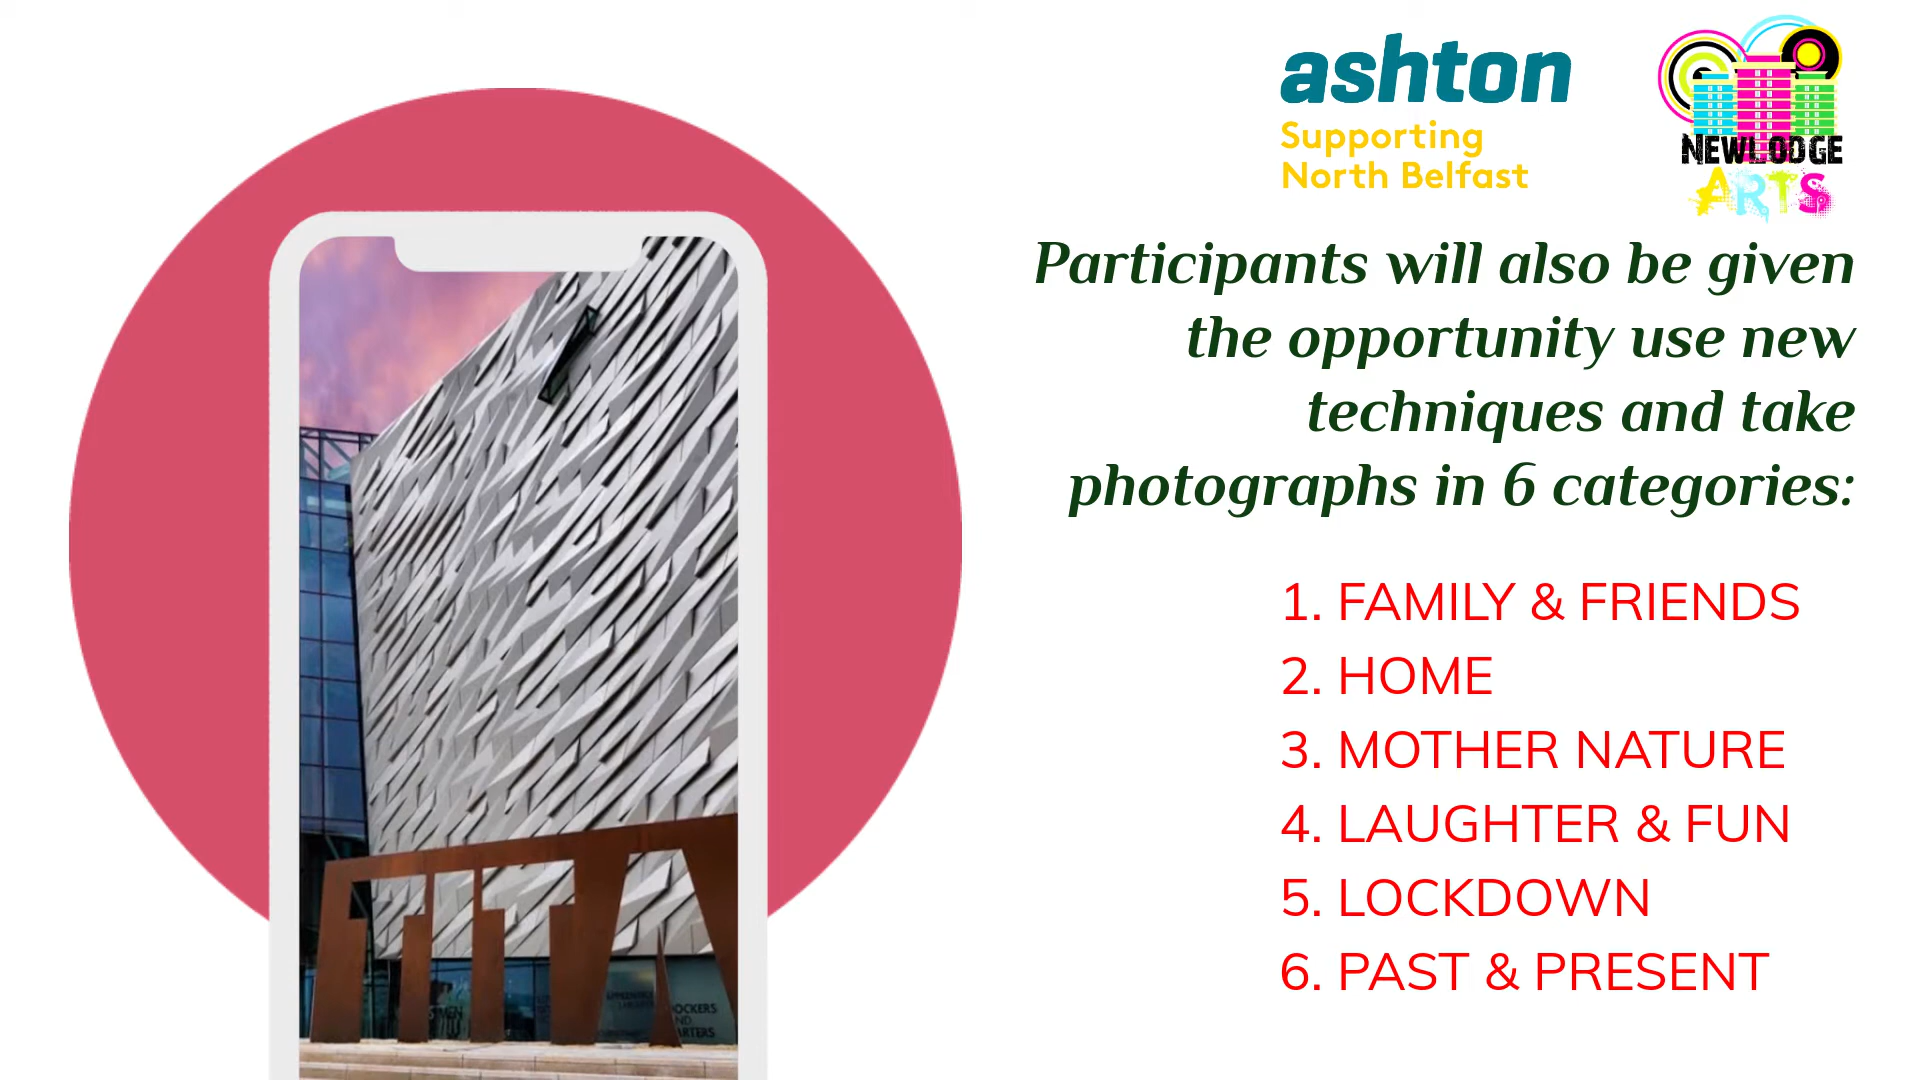 ashton
Supporting
North Belfast
NEWLODGE
ARTS
Participants will also be given
the opportunity use new
techniques and take
photographs in 6 categories:
1. FAMILY & FRIENDS
2. HOME
3. MOTHER NATURE
4. LAUGHTER & FUN
5. LOCKDOWN
6. PAST & PRESENT
TITA